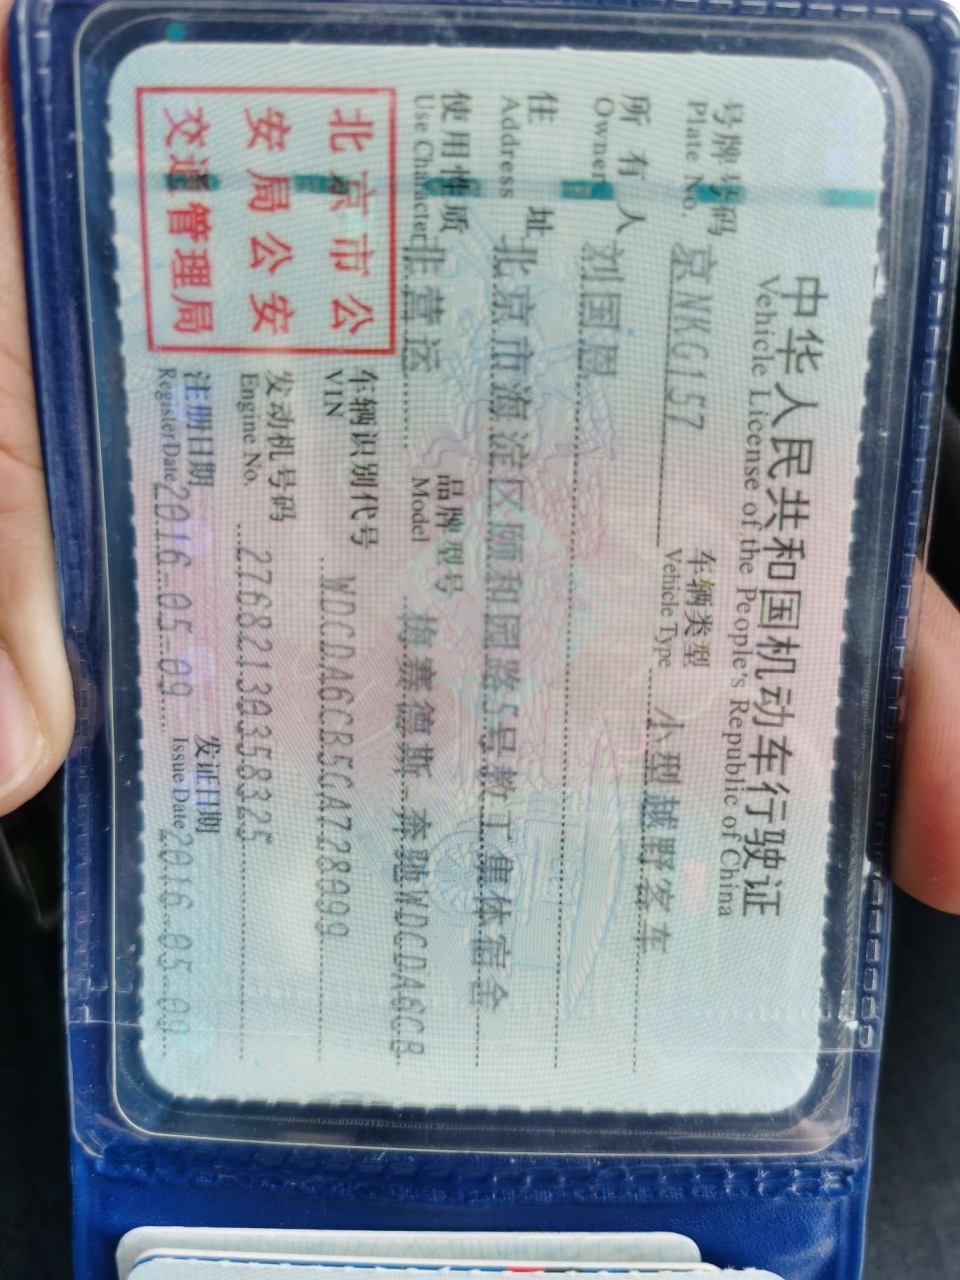 中华人民共和国机动车行驶证
Vehicle License of the People's Republic of China
号牌号码 京NKG157 车辆类型 小型越野客车
Plate No. Vehicle Type
所有人 刘国恩
Owner
住址 北京市海淀区颐和园路5号教工集体宿舍
Address
使用性质 非营运 品牌型号 梅赛德斯-奔驰WDCDA6CB
Use Character Model
北京市公安局公安交通管理局
车辆识别代号 WDCDA6CB5GA728999
VIN
发动机号码 27682130358325
Engine No.
注册日期 2016-05-09 发证日期 2016-05-09
Register Date Issue Date